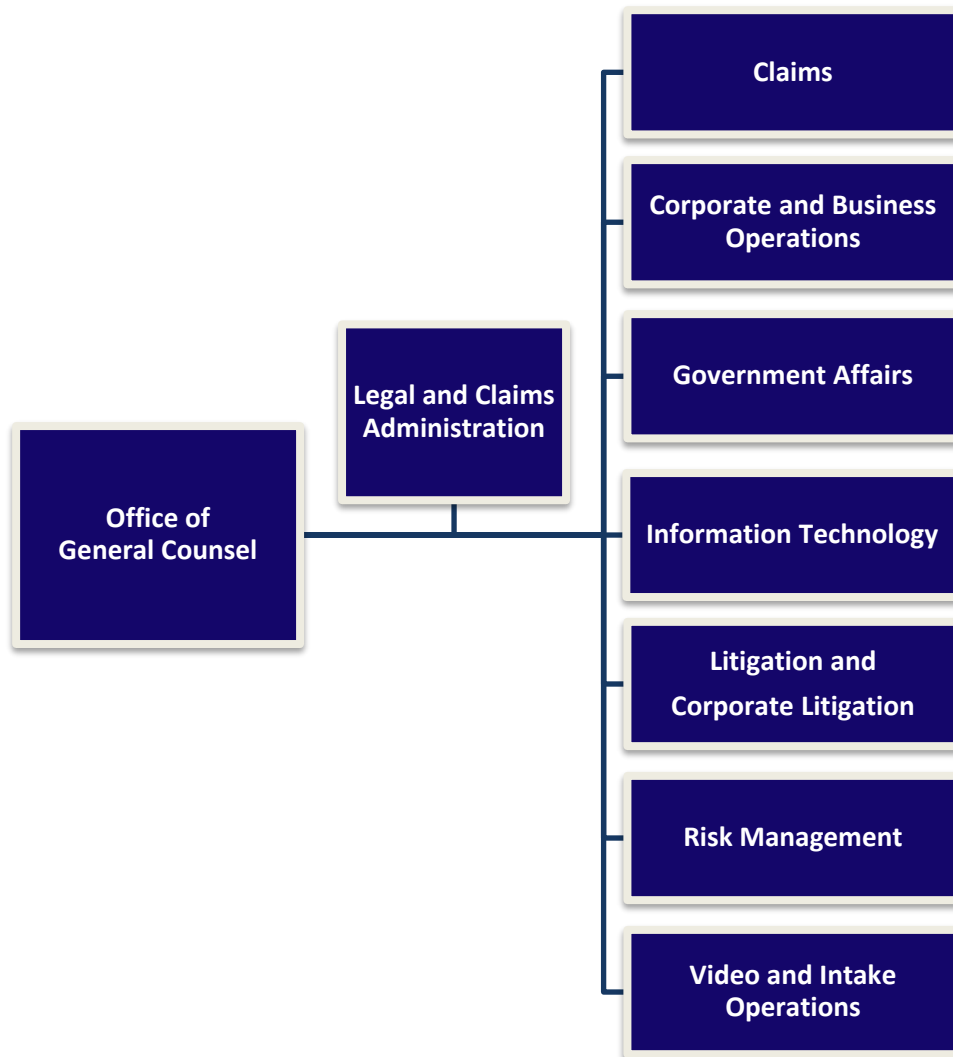 Office of
General Counsel
Legal and Claims
Administration
Claims
Corporate and Business
Operations
Government Affairs
Information Technology
Litigation and
Corporate Litigation
Risk Management
Video and Intake
Operations